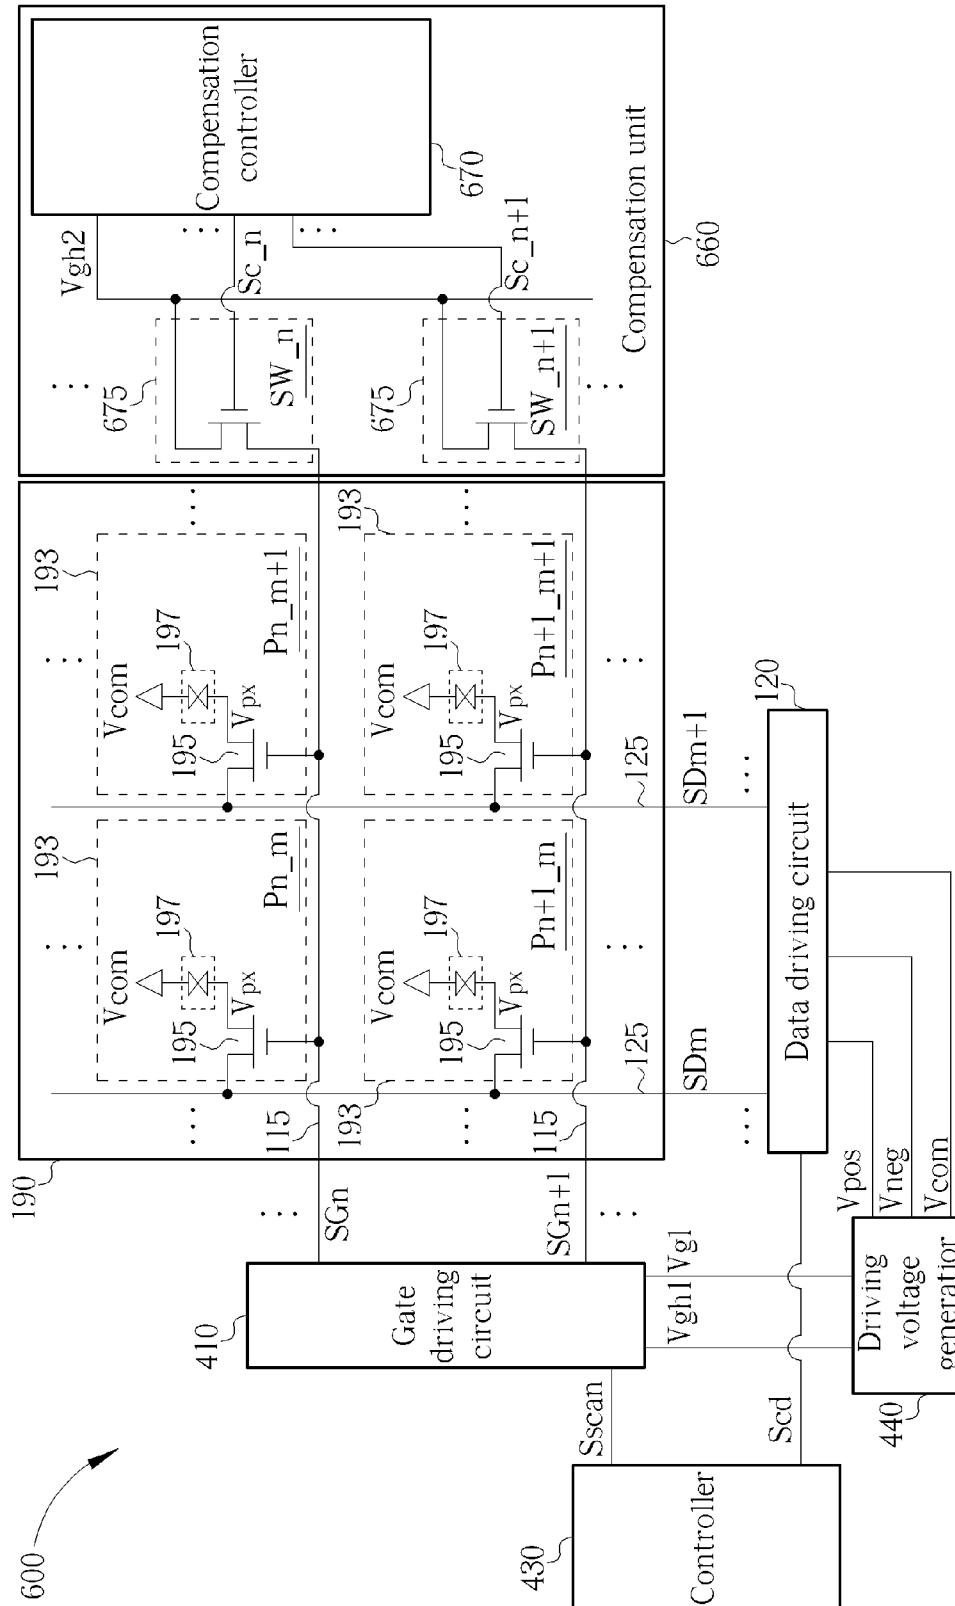 600
430
Controller
Sscan
Scd
410
Gate
driving
circuit
Vgh1
Vgl
440
Driving
voltage
generation
Vpos
Vneg
Vcom
SGn
SGn+1
190
115
115
193
Vcom
197
195
Vpx
Pn_m
193
Vcom
197
195
Vpx
Pn_m+1
193
Vcom
197
195
Vpx
Pn+1_m
193
Vcom
197
195
Vpx
Pn+1_m+1
125
SDm
125
SDm+1
120
Data driving circuit
675
SW_n
675
SW_n+1
Vgh2
Sc_n
Sc_n+1
Compensation
controller
670
Compensation unit
660